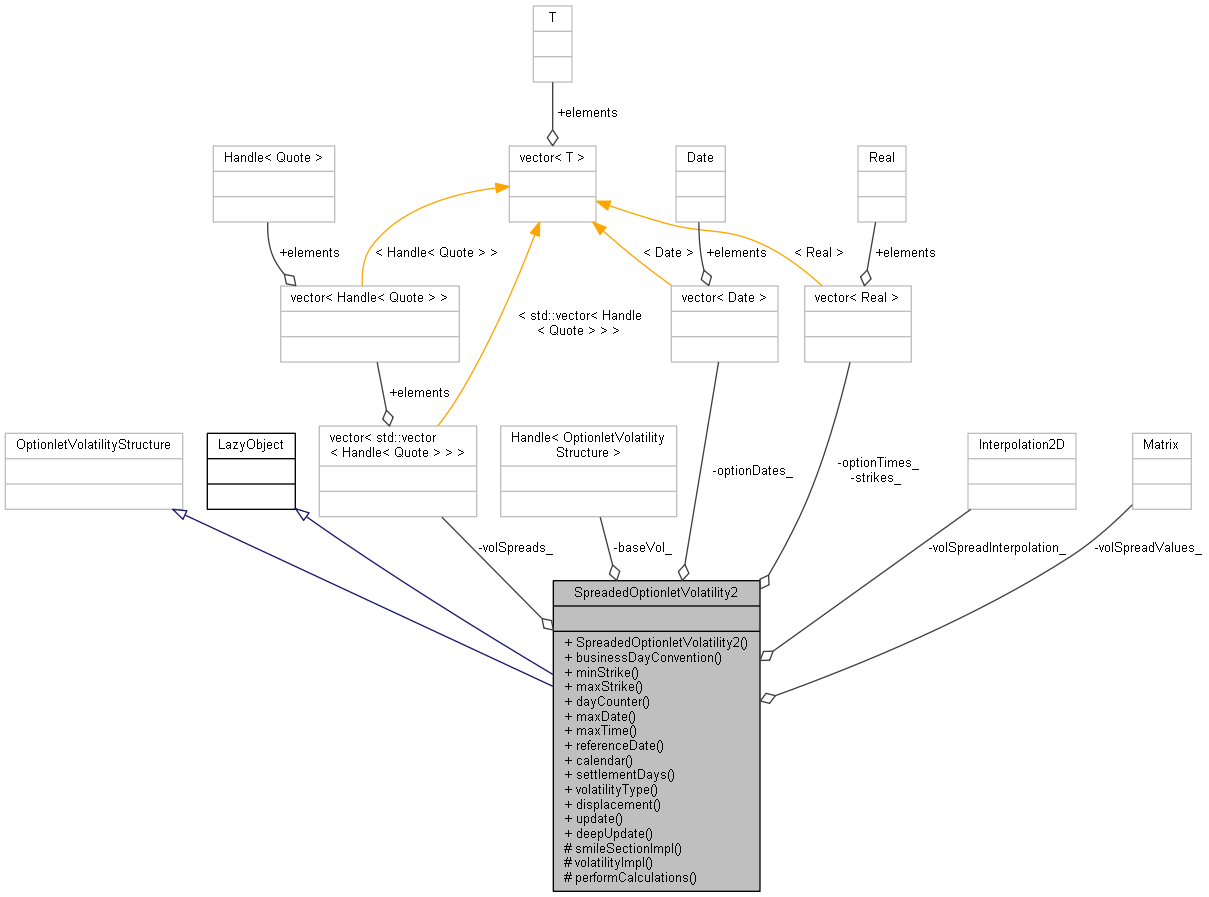 T
+elements
Handle< Quote >
vector< T >
Date
Real
+elements
< Handle< Quote > >
< Date >
+elements
< Real >
+elements
vector< Handle< Quote > >
vector< Date >
vector< Real >
< std::vector< Handle
< Quote > > >
+elements
OptionletVolatilityStructure
LazyObject
vector< std::vector
< Handle< Quote > > >
Handle< OptionletVolatility
Structure >
-optionDates_
-optionTimes_
-strikes_
Interpolation2D
Matrix
-volSpreads_
-baseVol_
-volSpreadInterpolation_
-volSpreadValues_
SpreadedOptionletVolatility2
+ SpreadedOptionletVolatility2()
+ businessDayConvention()
+ minStrike()
+ maxStrike()
+ dayCounter()
+ maxDate()
+ maxTime()
+ referenceDate()
+ calendar()
+ settlementDays()
+ volatilityType()
+ displacement()
+ update()
+ deepUpdate()
# smileSectionImpl()
# volatilityImpl()
# performCalculations()